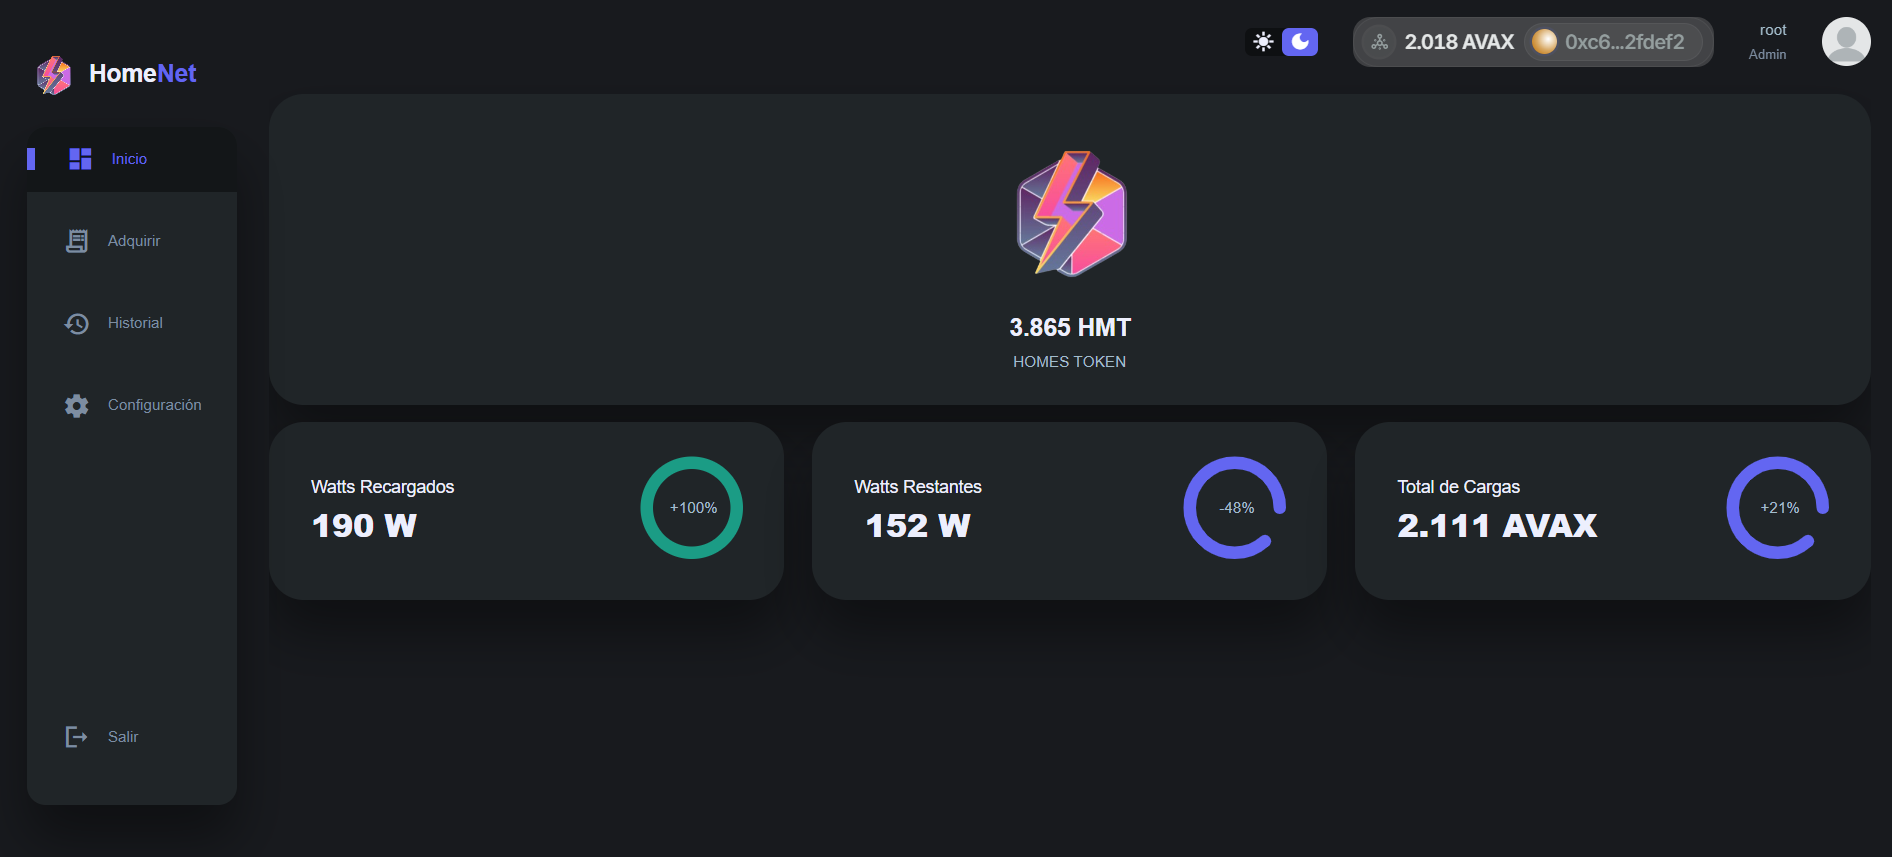 HomeNet
2.018 AVAX
0xc6...2fdef2
root
Admin
Inicio
Adquirir
Historial
Configuración
Salir
3.865 HMT
HOMES TOKEN
Watts Recargados
190 W
+100%
Watts Restantes
152 W
-48%
Total de Cargas
2.111 AVAX
+21%